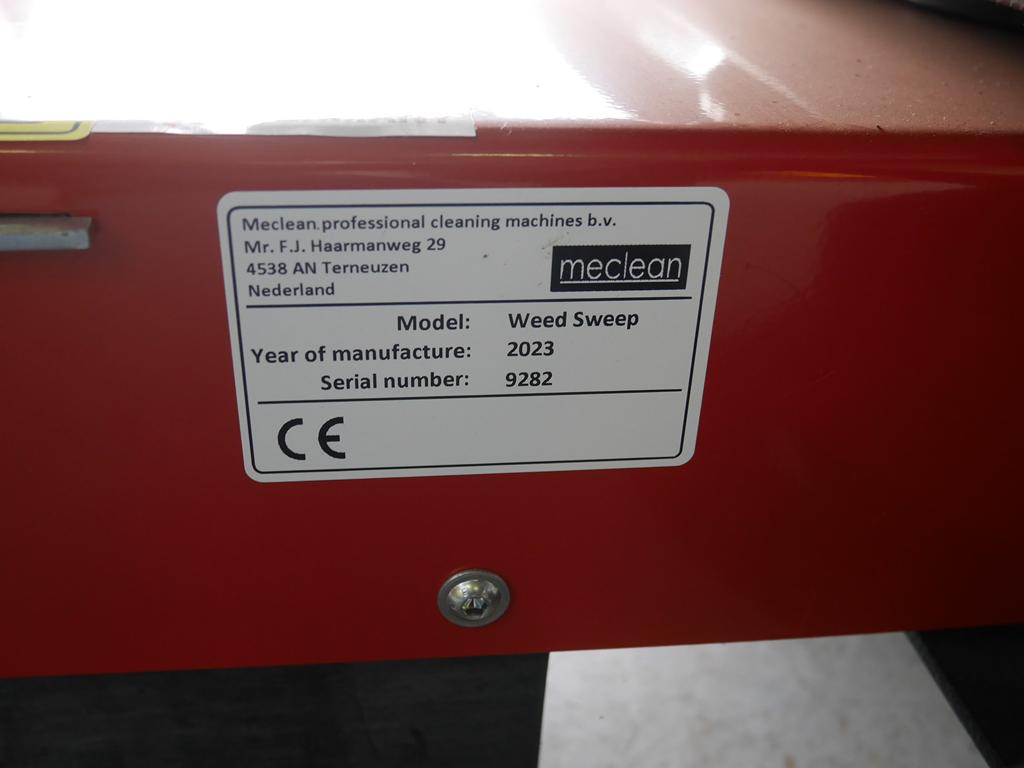 Meclean professional cleaning machines b.v.
Mr. F.J. Haarmanweg 29
4538 AN Terneuzen
Nederland
meclean
Model: Weed Sweep
Year of manufacture: 2023
Serial number: 9282
CE